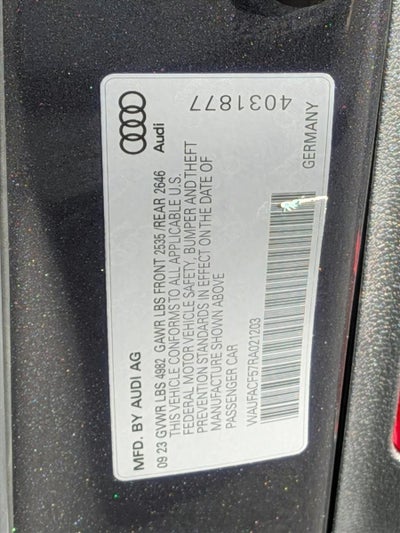 Audi
4031877
MFD. BY AUDI AG
09 23 GVWR LBS 4982 GAWR LBS FRONT 2535 /REAR 2646
THIS VEHICLE CONFORMS TO ALL APPLICABLE U.S.
FEDERAL MOTOR VEHICLE SAFETY, BUMPER AND THEFT
PREVENTION STANDARDS IN EFFECT ON THE DATE OF
MANUFACTURE SHOWN ABOVE
PASSENGER CAR
WAUFACF57RA021203
GERMANY